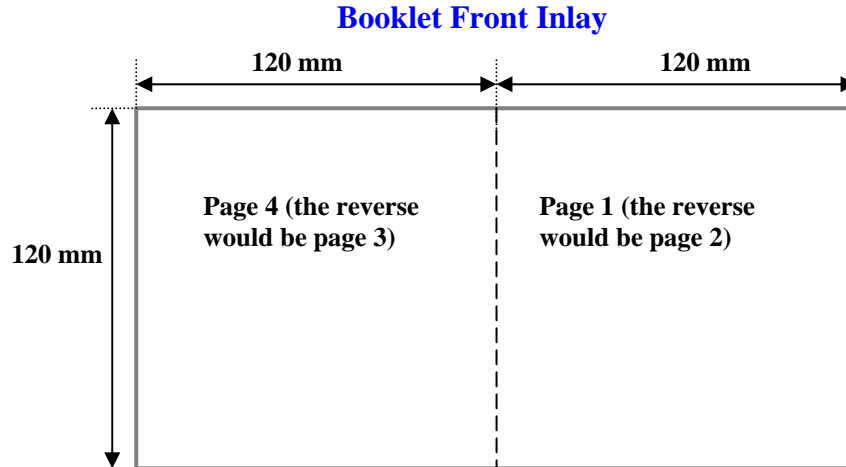 Booklet Front Inlay
120 mm
120 mm
Page 4 (the reverse
would be page 3)
Page 1 (the reverse
would be page 2)
120 mm